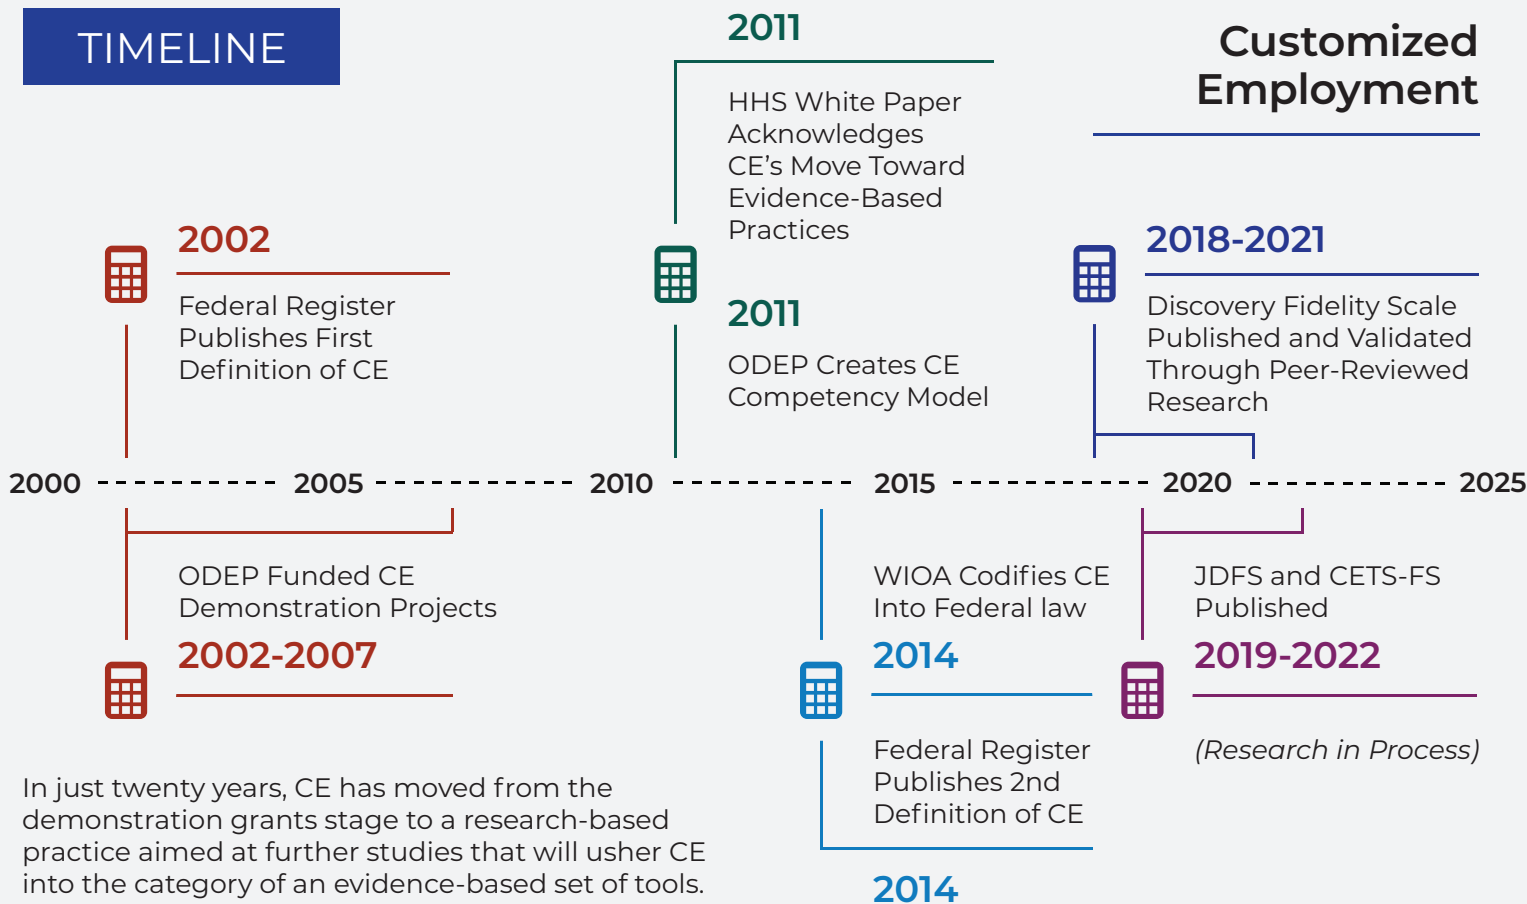 TIMELINE
Customized
Employment
2002
Federal Register
Publishes First
Definition of CE
2011
HHS White Paper
Acknowledges
CE’s Move Toward
Evidence-Based
Practices
2011
ODEP Creates CE
Competency Model
2018-2021
Discovery Fidelity Scale
Published and Validated
Through Peer-Reviewed
Research
2000
2005
2010
2015
2020
2025
ODEP Funded CE
Demonstration Projects
2002-2007
WIOA Codifies CE
Into Federal law
2014
Federal Register
Publishes 2nd
Definition of CE
2014
JDFS and CETS-FS
Published
2019-2022
(Research in Process)
In just twenty years, CE has moved from the
demonstration grants stage to a research-based
practice aimed at further studies that will usher CE
into the category of an evidence-based set of tools.